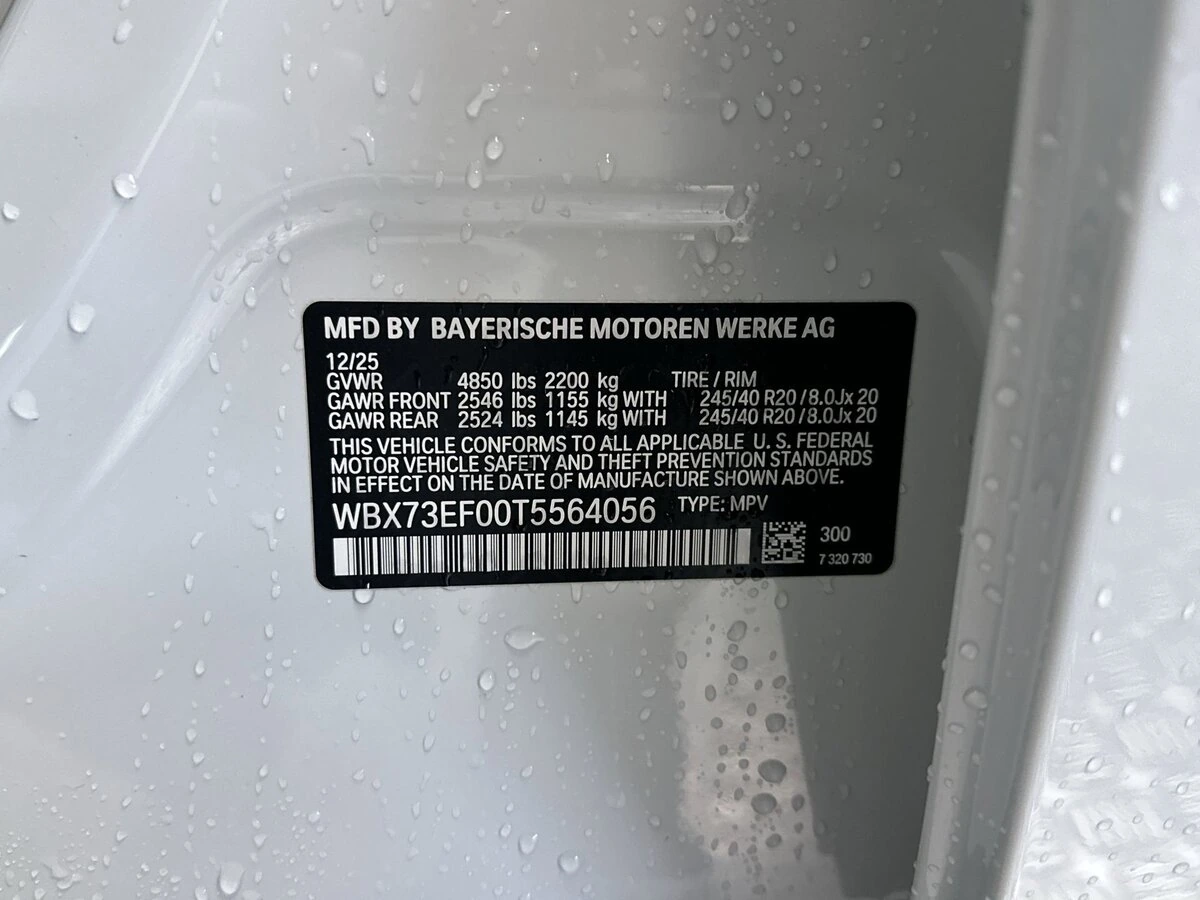 MFD BY BAYERISCHE MOTOREN WERKE AG
12/25
GVWR 4850 lbs 2200 kg TIRE / RIM
GAWR FRONT 2546 lbs 1155 kg WITH 245/40 R20 / 8.0Jx 20
GAWR REAR 2524 lbs 1145 kg WITH 245/40 R20 / 8.0Jx 20
THIS VEHICLE CONFORMS TO ALL APPLICABLE U. S. FEDERAL
MOTOR VEHICLE SAFETY AND THEFT PREVENTION STANDARDS
IN EFFECT ON THE DATE OF MANUFACTURE SHOWN ABOVE.
WBX73EF00T5564056 TYPE: MPV
300
7 320 730